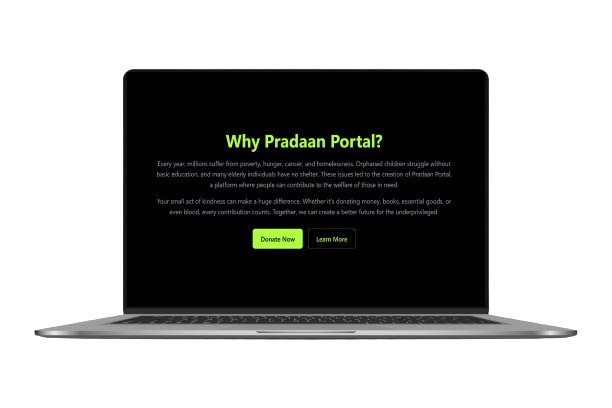 Why Pradaan Portal?
Every year, millions suffer from poverty, hunger, cancer, and homelessness. Orphaned children struggle without
basic education, and many elderly individuals have no shelter. These issues led to the creation of Pradaan Portal,
a platform where people can contribute to the welfare of those in need.
Your small act of kindness can make a huge difference. Whether it's donating money, books, essential goods, or
even blood, every contribution counts. Together, we can create a better future for the underprivileged.
Donate Now
Learn More